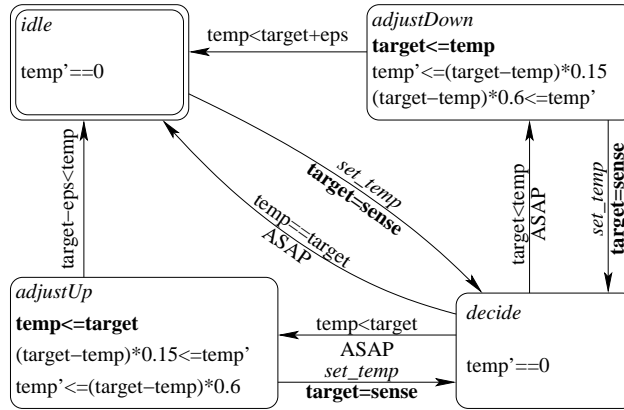 idle
temp’==0
temp<target+eps
adjustDown
target<=temp
temp’<=(target−temp)*0.15
(target−temp)*0.6<=temp’
target−eps<temp
set_temp
target=sense
temp==target
ASAP
target<temp
ASAP
set_temp
target=sense
adjustUp
temp<=target
(target−temp)*0.15<=temp’
temp’<=(target−temp)*0.6
temp<target
ASAP
set_temp
target=sense
decide
temp’==0